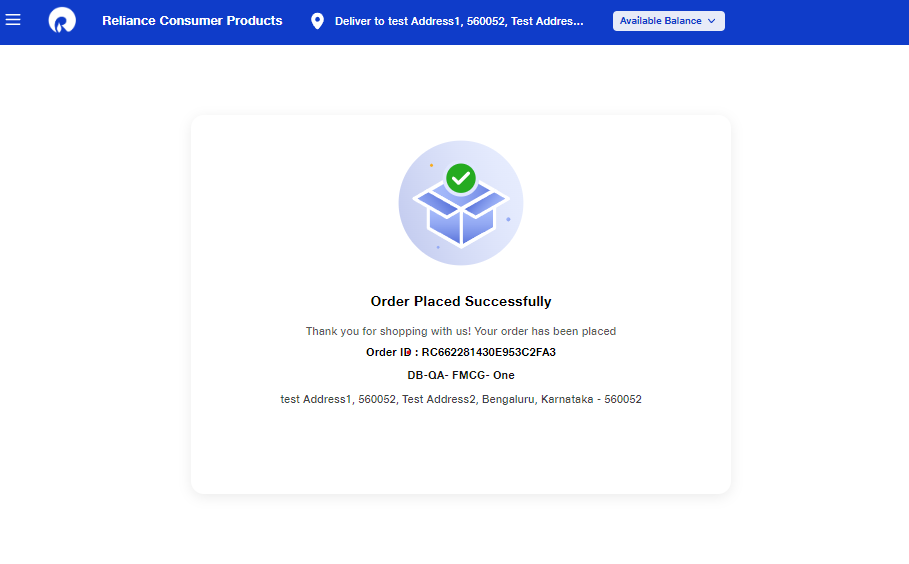 Reliance Consumer Products
Deliver to test Address1, 560052, Test Addres...
Available Balance
Order Placed Successfully
Thank you for shopping with us! Your order has been placed
Order ID : RC662281430E953C2FA3
DB-QA- FMCG- One
test Address1, 560052, Test Address2, Bengaluru, Karnataka - 560052